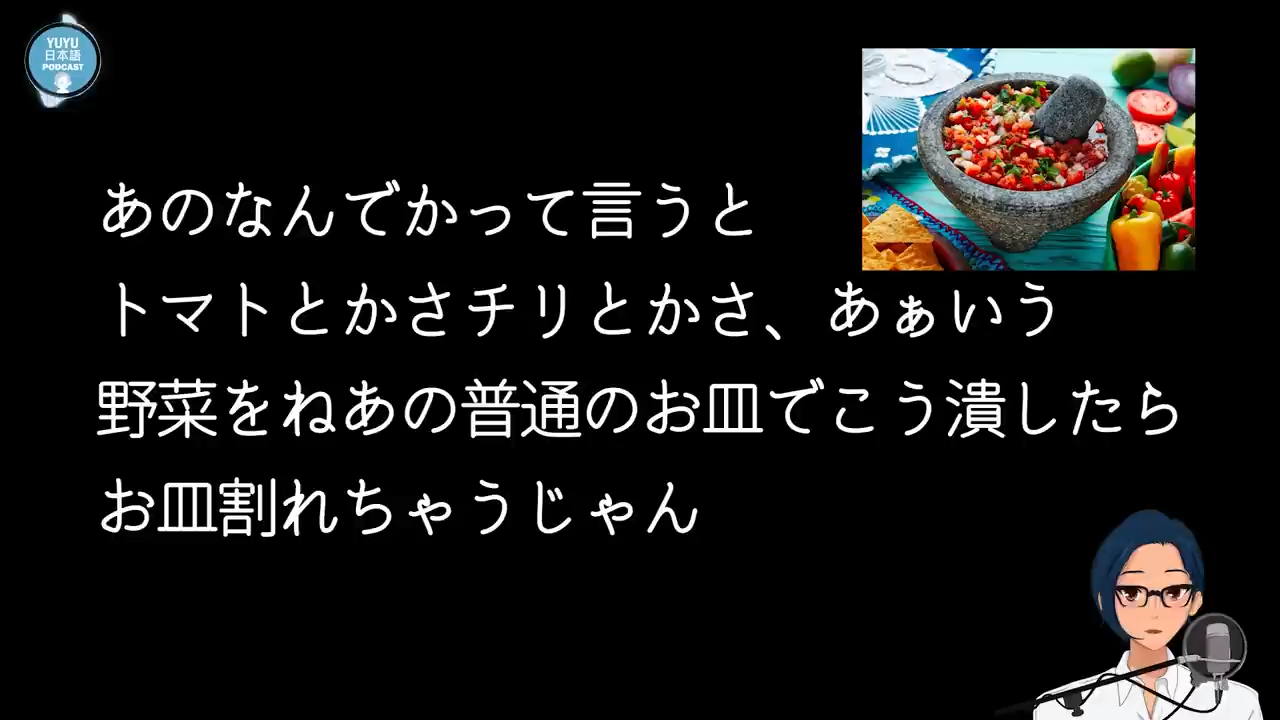 YUYU
日本語
PODCAST
あのなんでかって言うと
トマトとかさチリとかさ、あぁいう
野菜をねあの普通のお皿でこう潰したら
お皿割れちゃうじゃん